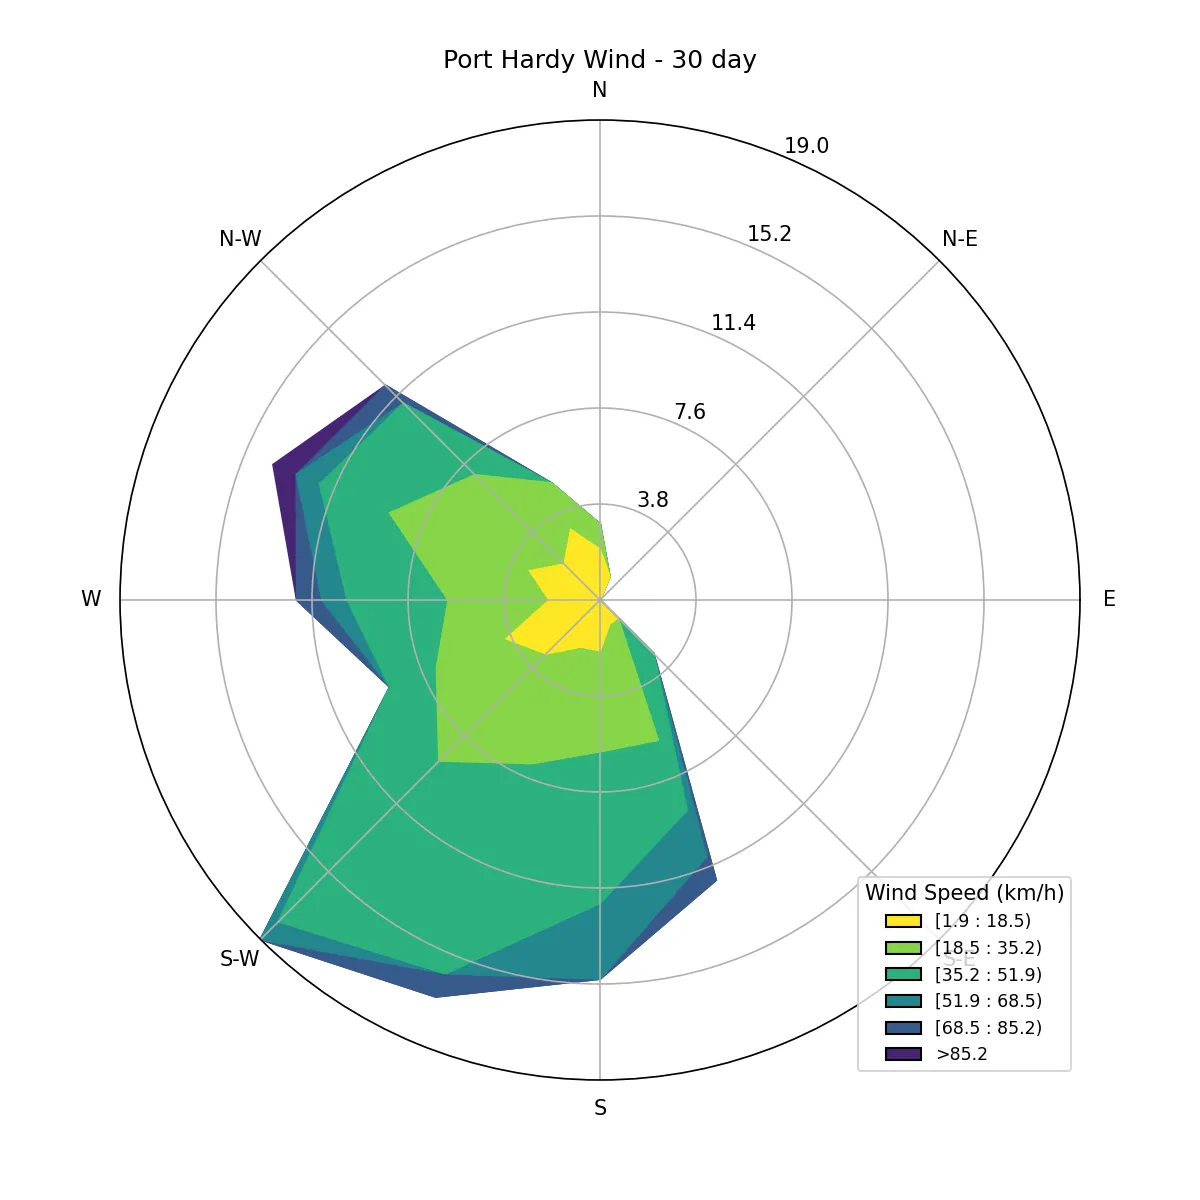 Port Hardy Wind - 30 day
N
19.0
N-W
N-E
15.2
11.4
7.6
3.8
W
E
S-W
S-E
S
Wind Speed (km/h)
[1.9 : 18.5)
[18.5 : 35.2)
[35.2 : 51.9)
[51.9 : 68.5)
[68.5 : 85.2)
>85.2